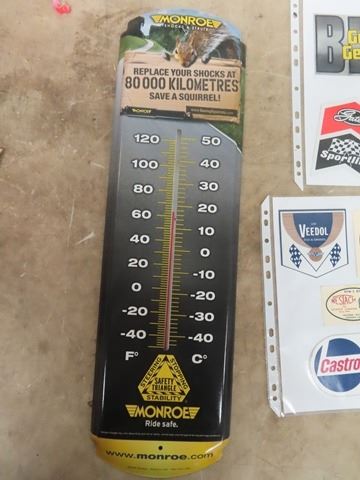 MONROE
SHOCKS & STRUTS
REPLACE YOUR SHOCKS AT
80 000 KILOMETRES
SAVE A SQUIRREL!
MONROE
120 50
100 40
80 30
60 20
40 10
20 0
0 -20
-20 -30
-40 -40
F° C°
STEERING STOPPING
SAFETY
TRIANGLE
STABILITY
MONROE
Ride safe.
www.monroe.com
VEEDOL
Castro